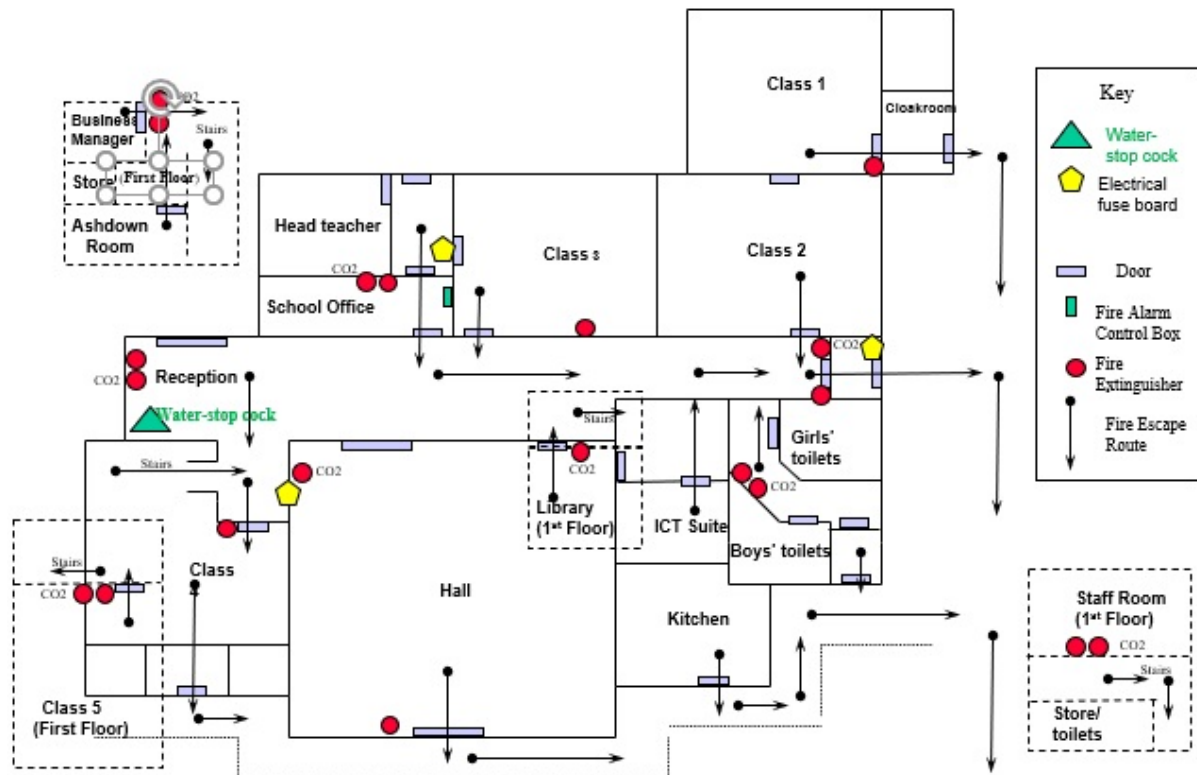 Class 1
Cloakroom
Key
Water-
stop cock
Electrical
fuse board
Door
Fire Alarm
Control Box
Fire
Extinguisher
Fire Escape
Route
Business
Manager
Stairs
Store
(First Floor)
Ashdown
Room
Head teacher
CO2
School Office
Class 3
Class 2
CO2
CO2
Reception
Water-stop cock
Stairs
CO2
Stairs
Library
(1st Floor)
ICT Suite
Girls'
toilets
CO2
Boys' toilets
Stairs
CO2
Class
Hall
Kitchen
Class 5
(First Floor)
Staff Room
(1st Floor)
CO2
Stairs
Store/
toilets